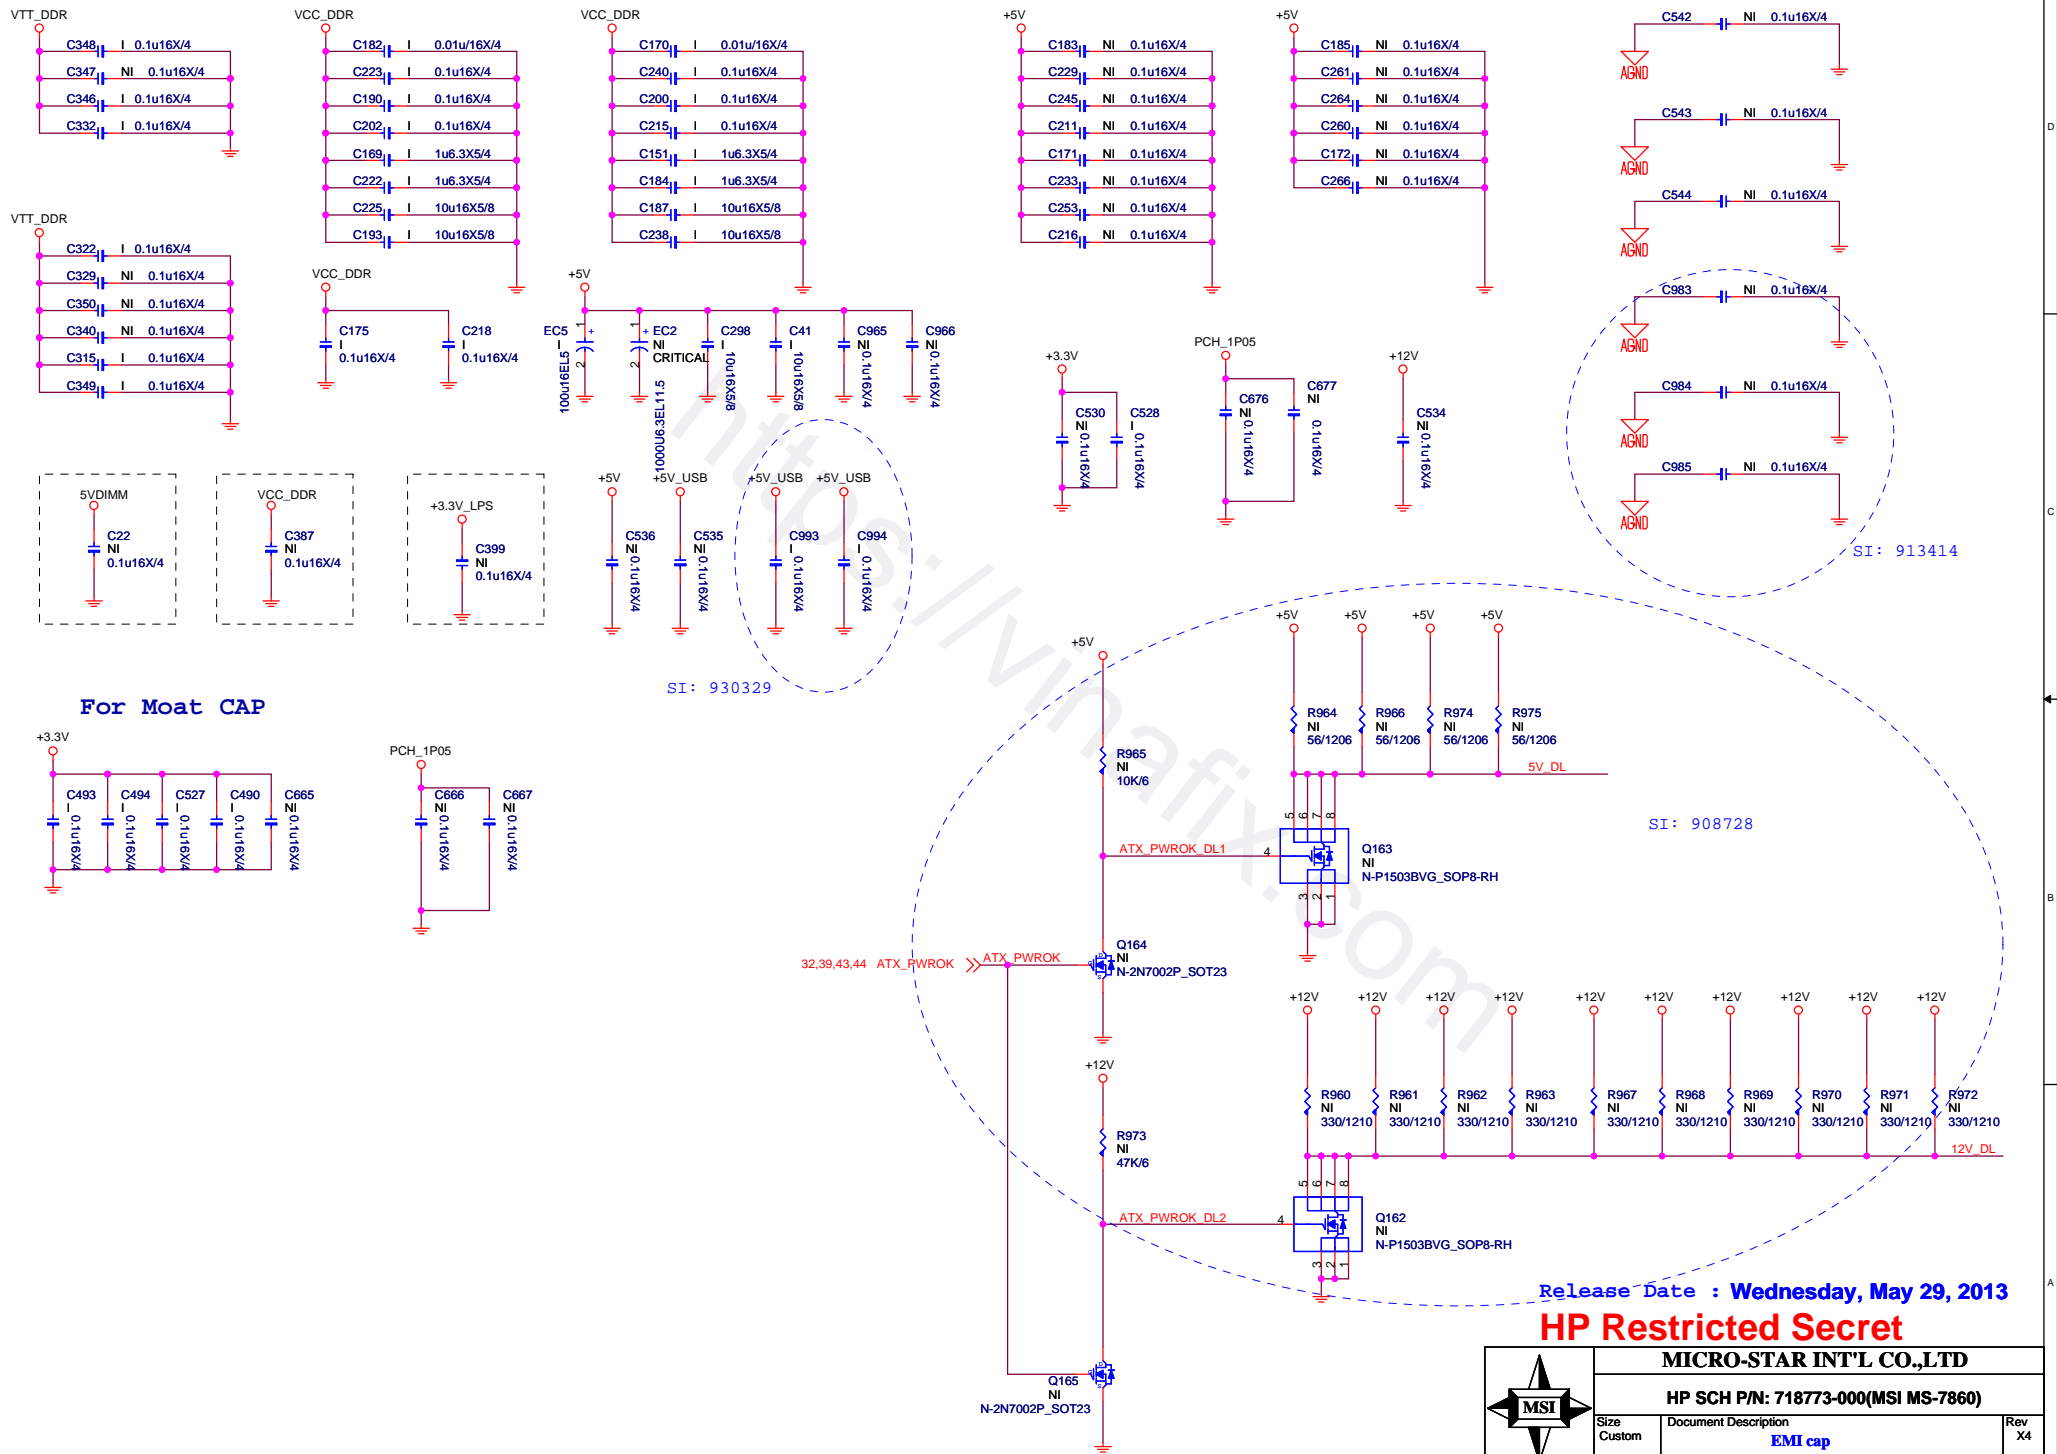 VTT_DDR
C348 I 0.1u16X/4
C347 NI 0.1u16X/4
C346 I 0.1u16X/4
C332 I 0.1u16X/4
VCC_DDR
C182 I 0.01u/16X/4
C223 I 0.1u16X/4
C190 I 0.1u16X/4
C202 I 0.1u16X/4
C169 I 1u6.3X5/4
C222 I 1u6.3X5/4
C225 I 10u16X5/8
C193 I 10u16X5/8
VCC_DDR
C170 I 0.01u/16X/4
C240 I 0.1u16X/4
C200 I 0.1u16X/4
C215 I 0.1u16X/4
C151 I 1u6.3X5/4
C184 I 1u6.3X5/4
C187 I 10u16X5/8
C238 I 10u16X5/8
+5V
C183 NI 0.1u16X/4
C229 NI 0.1u16X/4
C245 NI 0.1u16X/4
C211 NI 0.1u16X/4
C171 NI 0.1u16X/4
C233 NI 0.1u16X/4
C253 NI 0.1u16X/4
C216 NI 0.1u16X/4
+5V
C185 NI 0.1u16X/4
C261 NI 0.1u16X/4
C264 NI 0.1u16X/4
C260 NI 0.1u16X/4
C172 NI 0.1u16X/4
C266 NI 0.1u16X/4
C542 NI 0.1u16X/4
AGND
C543 NI 0.1u16X/4
AGND
C544 NI 0.1u16X/4
AGND
C983 NI 0.1u16X/4
AGND
C984 NI 0.1u16X/4
AGND
C985 NI 0.1u16X/4
AGND
SI: 913414
VTT_DDR
C322 I 0.1u16X/4
C329 NI 0.1u16X/4
C350 NI 0.1u16X/4
C340 NI 0.1u16X/4
C315 I 0.1u16X/4
C349 I 0.1u16X/4
VCC_DDR
C175 I 0.1u16X/4
C218 I 0.1u16X/4
+5V
EC5 I 100u16EL5 1 + 2
EC2 NI CRITICAL 1000U6.3EL11.5 1 + 2
C298 I 10u16X5/8
C41 I 10u16X5/8
C965 NI 0.1u16X/4
C966 NI 0.1u16X/4
+3.3V
C530 NI 0.1u16X/4
C528 I 0.1u16X/4
PCH_1P05
C676 NI 0.1u16X/4
C677 NI 0.1u16X/4
+12V
C534 NI 0.1u16X/4
5VDIMM
C22 NI 0.1u16X/4
VCC_DDR
C387 NI 0.1u16X/4
+3.3V_LPS
C399 NI 0.1u16X/4
+5V
C536 NI 0.1u16X/4
+5V_USB
C535 NI 0.1u16X/4
+5V_USB
C993 I 0.1u16X/4
+5V_USB
C994 I 0.1u16X/4
SI: 930329
For Moat CAP
+3.3V
C493 I 0.1u16X/4
C494 I 0.1u16X/4
C527 I 0.1u16X/4
C490 I 0.1u16X/4
C665 NI 0.1u16X/4
PCH_1P05
C666 NI 0.1u16X/4
C667 NI 0.1u16X/4
+5V +5V +5V +5V
R964 NI 56/1206
R966 NI 56/1206
R974 NI 56/1206
R975 NI 56/1206
5V_DL
+5V
R965 NI 10K/6
ATX_PWROK_DL1
5 6 7 8
4
3 2 1
Q163 NI N-P1503BVG_SOP8-RH
SI: 908728
32,39,43,44 ATX_PWROK
ATX_PWROK
Q164 NI N-2N7002P_SOT23
+12V +12V +12V +12V +12V +12V +12V +12V +12V +12V
R960 NI 330/1210
R961 NI 330/1210
R962 NI 330/1210
R963 NI 330/1210
R967 NI 330/1210
R968 NI 330/1210
R969 NI 330/1210
R970 NI 330/1210
R971 NI 330/1210
R972 NI 330/1210
12V_DL
+12V
R973 NI 47K/6
ATX_PWROK_DL2
5 6 7 8
4
3 2 1
Q162 NI N-P1503BVG_SOP8-RH
Q165 NI N-2N7002P_SOT23
D
C
B
A
https://vinafix.com
Release Date : Wednesday, May 29, 2013
HP Restricted Secret
MSI
MICRO-STAR INT'L CO.,LTD
HP SCH P/N: 718773-000(MSI MS-7860)
Size Custom
Document Description
EMI cap
Rev X4